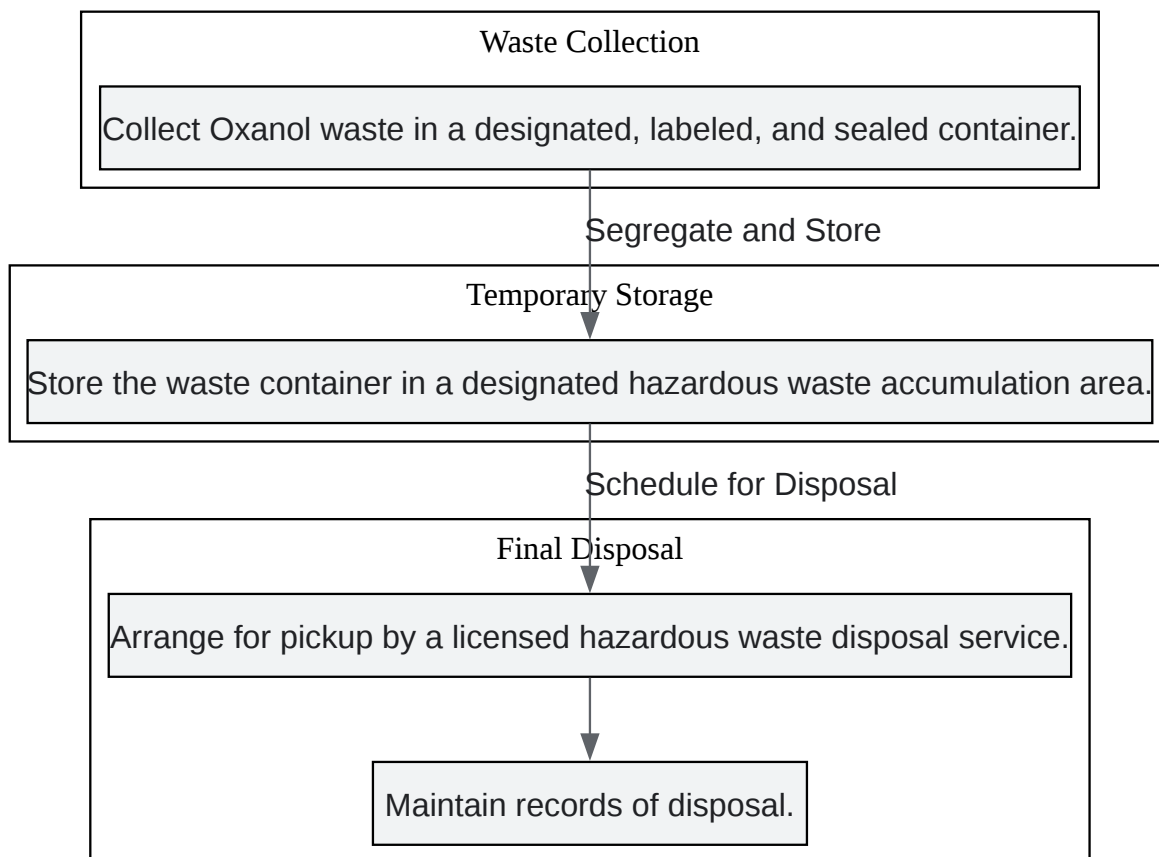 Waste Collection
Collect Oxanol waste in a designated, labeled, and sealed container.
Segregate and Store
Temporary Storage
Store the waste container in a designated hazardous waste accumulation area.
Schedule for Disposal
Final Disposal
Arrange for pickup by a licensed hazardous waste disposal service.
Maintain records of disposal.